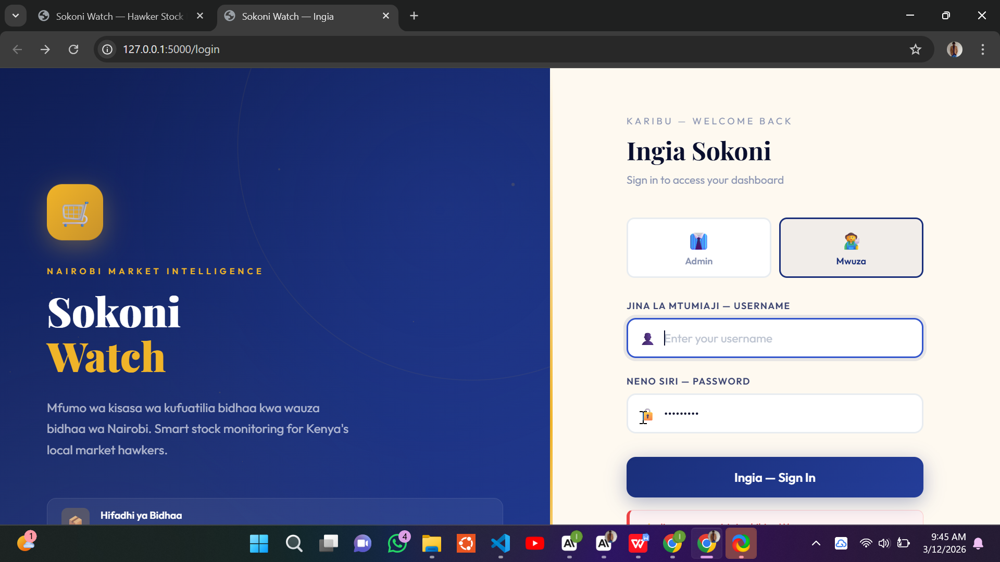 Sokoni Watch — Hawker Stock
Sokoni Watch — Ingia
127.0.0.1:5000/login
NAIROBI MARKET INTELLIGENCE
Sokoni
Watch
Mfumo wa kisasa wa kufuatilia bidhaa kwa wauza
bidhaa wa Nairobi. Smart stock monitoring for Kenya's
local market hawkers.
Hifadhi ya Bidhaa
KARIBU — WELCOME BACK
Ingia Sokoni
Sign in to access your dashboard
Admin
Mwuza
JINA LA MTUMIAJI — USERNAME
Enter your username
NENO SIRI — PASSWORD
•••••••••
Ingia — Sign In
1
4
9:45 AM
3/12/2026